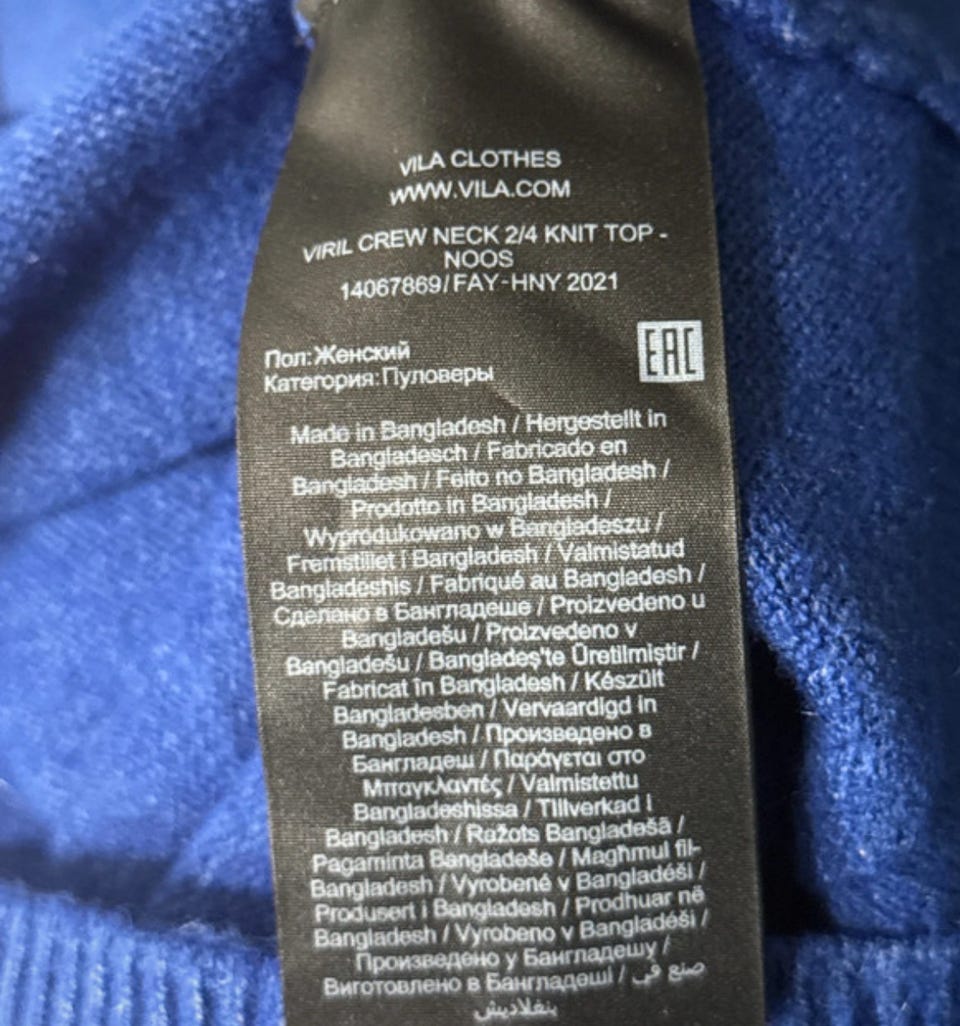 VILA CLOTHES
WWW.VILA.COM
VIRIL CREW NECK 2/4 KNIT TOP -
NOOS
14067869/FAY-HNY 2021
EAC
Пол:Женский
Категория:Пуловеры
Made in Bangladesh / Hergestellt in
Bangladesch / Fabricado en
Bangladesh / Feito no Bangladesh /
Prodotto in Bangladesh /
Wyprodukowano w Bangladeszu /
Fremstillet i Bangladesh / Valmistatud
Bangladeshis / Fabriqué au Bangladesh /
Сделано в Бангладеше / Proizvedeno u
Bangladešu / Proizvedeno v
Bangladešu / Bangladeş'te Üretilmiştir /
Fabricat în Bangladesh / Készült
Bangladesben / Vervaardigd in
Bangladesh / Произведено в
Бангладеш / Παράγεται στο
Μπαγκλαντές / Valmistettu
Bangladeshissa / Tillverkad i
Bangladesh / Ražots Bangladešā /
Pagaminta Bangladeše / Magħmul fil-
Bangladesh / Vyrobené v Bangladéši /
Produsert i Bangladesh / Prodhuar në
Bangladesh / Vyrobeno v Bangladéši /
Произведено у Бангладешу /
Виготовлено в Бангладеші / صنع في
بنغلاديش